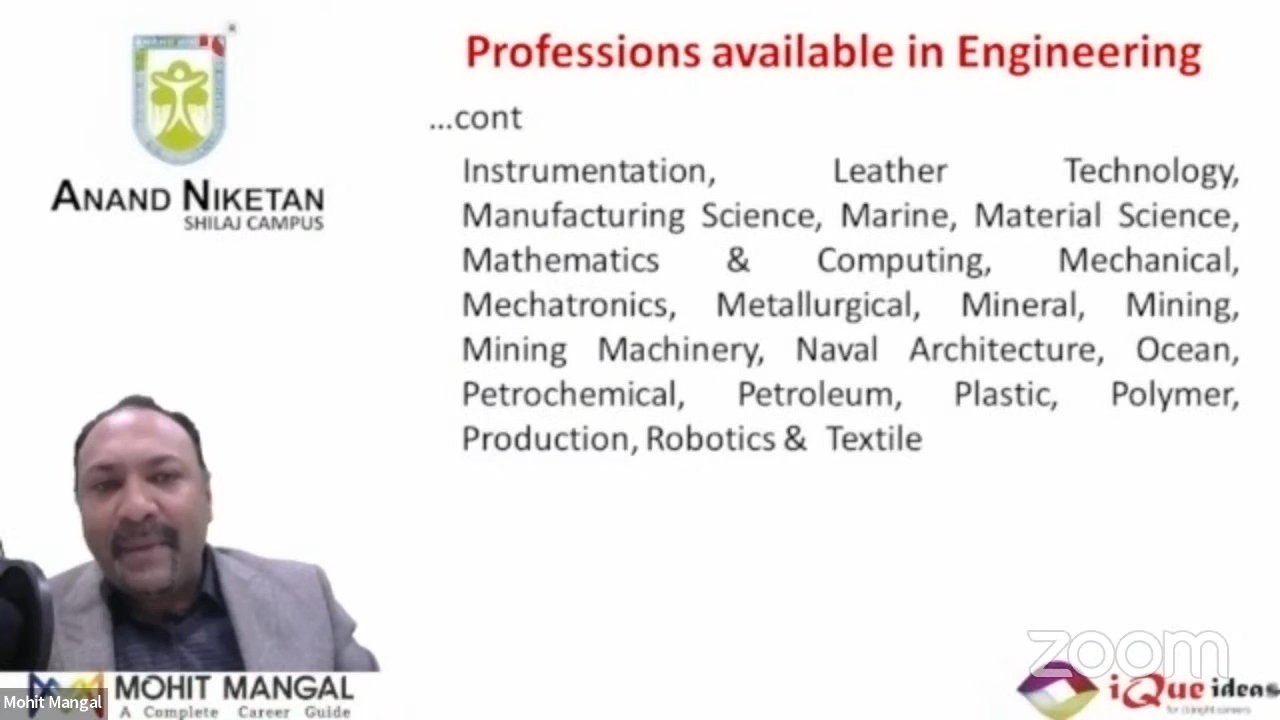 Professions available in Engineering
...cont
Instrumentation, Leather Technology,
Manufacturing Science, Marine, Material Science,
Mathematics & Computing, Mechanical,
Mechatronics, Metallurgical, Mineral, Mining,
Mining Machinery, Naval Architecture, Ocean,
Petrochemical, Petroleum, Plastic, Polymer,
Production, Robotics & Textile
ANAND NIKETAN
SHILAJ CAMPUS
MOHIT MANGAL
A Complete Career Guide
Mohit Mangal
zoom
iQue ideas